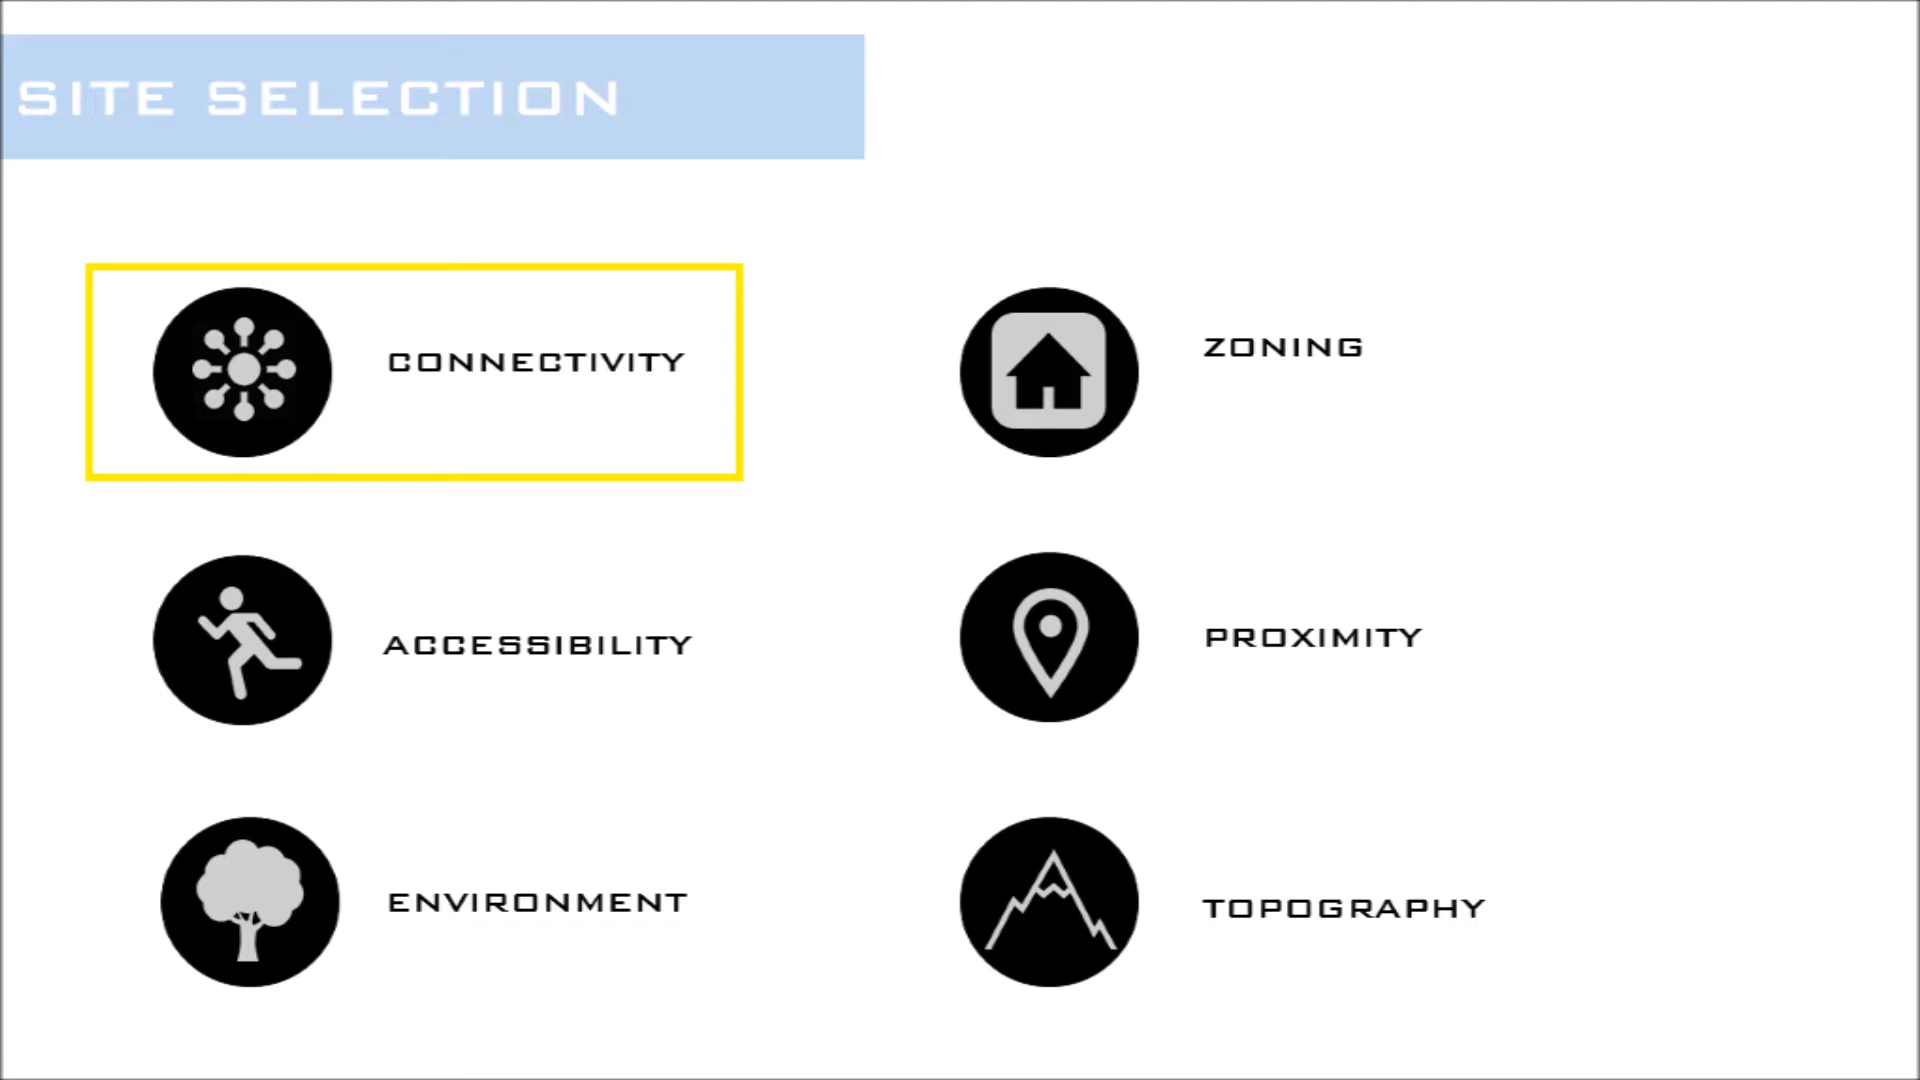 SITE SELECTION
CONNECTIVITY
ZONING
ACCESSIBILITY
PROXIMITY
ENVIRONMENT
TOPOGRAPHY